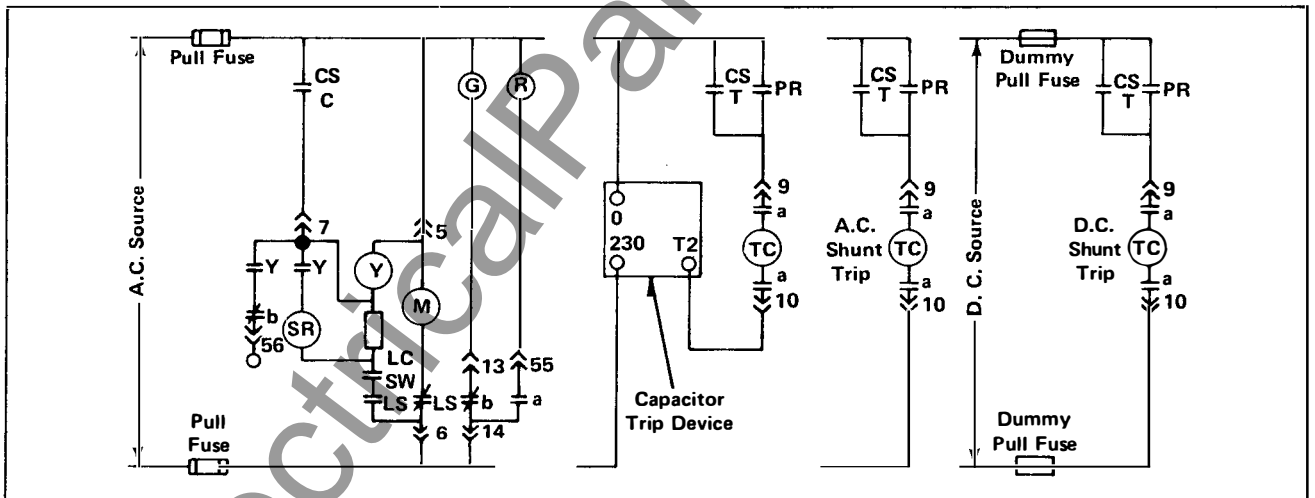 Pull Fuse
CS
C
G
R
A.C. Source
7
5
Y
Y
Y
M
b
56
SR
LC
SW
LS
LS
b
a
13
55
6
14
Pull
Fuse
CS
T
PR
0
230
T2
9
a
TC
a
10
Capacitor
Trip Device
CS
T
PR
9
a
A.C.
Shunt
Trip
TC
a
10
Dummy
Pull Fuse
CS
T
PR
D. C. Source
9
a
D.C.
Shunt
Trip
TC
a
10
Dummy
Pull Fuse
ectricalPa